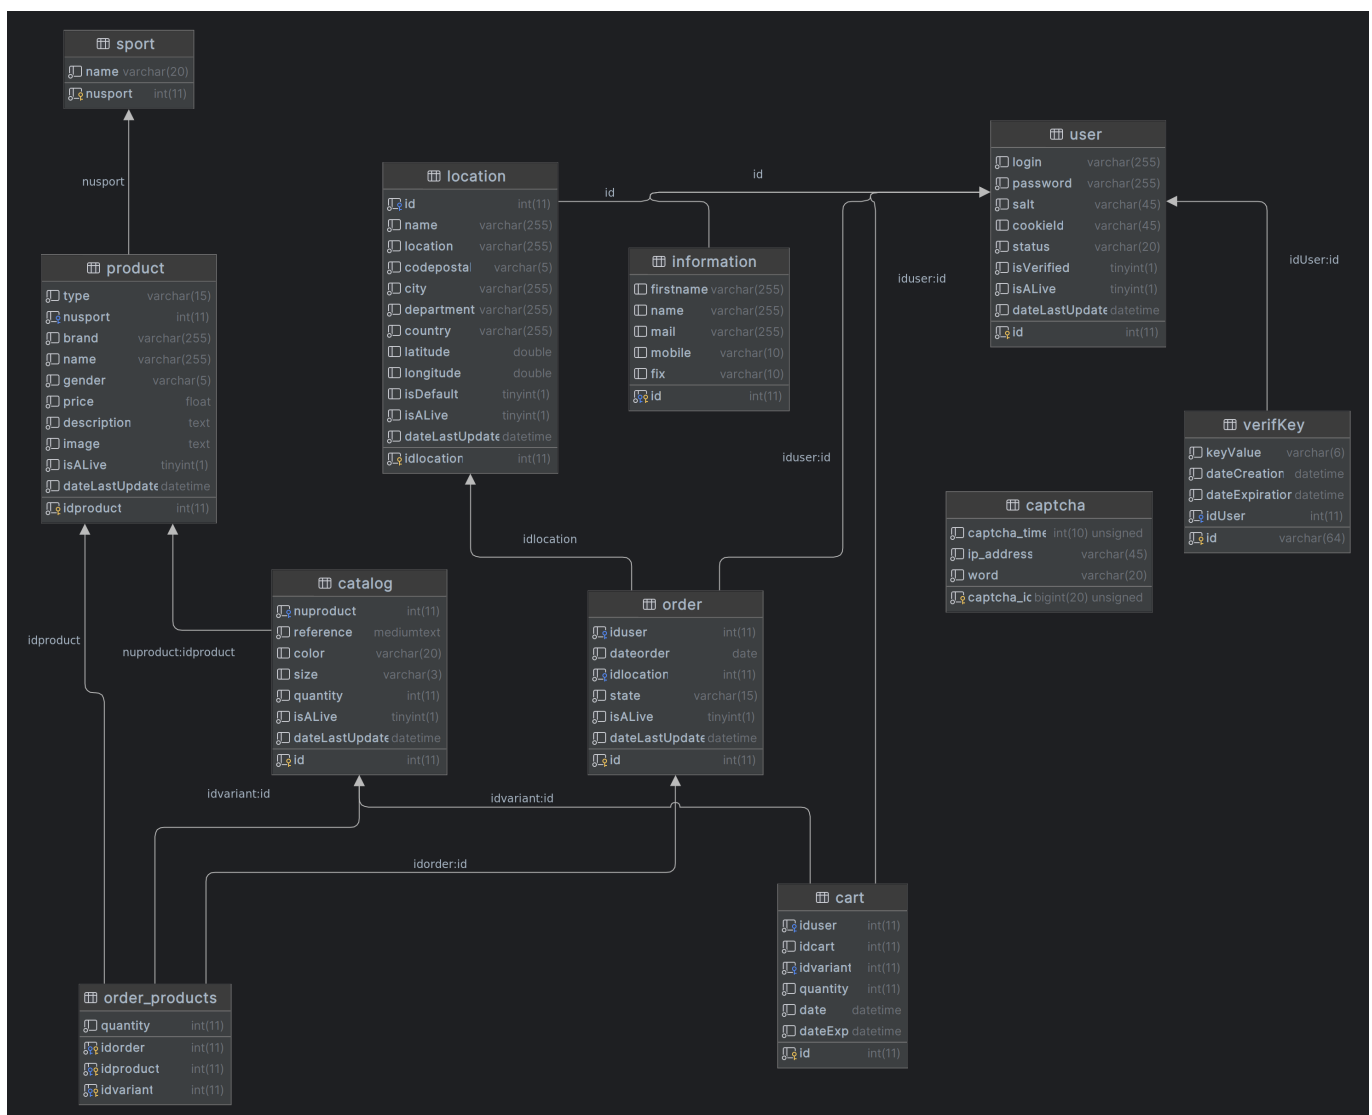 sport
name varchar(20)
nusport int(11)
nusport
product
type varchar(15)
nusport int(11)
brand varchar(255)
name varchar(255)
gender varchar(5)
price float
description text
image text
isALive tinyint(1)
dateLastUpdate datetime
idproduct int(11)
location
id int(11)
name varchar(255)
location varchar(255)
codepostal varchar(5)
city varchar(255)
department varchar(255)
country varchar(255)
latitude double
longitude double
isDefault tinyint(1)
isALive tinyint(1)
dateLastUpdate datetime
idlocation int(11)
id
id
information
firstname varchar(255)
name varchar(255)
mail varchar(255)
mobile varchar(10)
fix varchar(10)
id int(11)
user
login varchar(255)
password varchar(255)
salt varchar(45)
cookieId varchar(45)
status varchar(20)
isVerified tinyint(1)
isALive tinyint(1)
dateLastUpdate datetime
id int(11)
iduser:id
idUser:id
iduser:id
verifKey
keyValue varchar(6)
dateCreation datetime
dateExpiration datetime
idUser int(11)
id varchar(64)
captcha
captcha_time int(10) unsigned
ip_address varchar(45)
word varchar(20)
captcha_id bigint(20) unsigned
idlocation
catalog
nuproduct int(11)
reference mediumtext
color varchar(20)
size varchar(3)
quantity int(11)
isALive tinyint(1)
dateLastUpdate datetime
id int(11)
order
iduser int(11)
dateorder date
idlocation int(11)
state varchar(15)
isALive tinyint(1)
dateLastUpdate datetime
id int(11)
idproduct
nuproduct:idproduct
idvariant:id
idvariant:id
idorder:id
cart
iduser int(11)
idcart int(11)
idvariant int(11)
quantity int(11)
date datetime
dateExp datetime
id int(11)
order_products
quantity int(11)
idorder int(11)
idproduct int(11)
idvariant int(11)